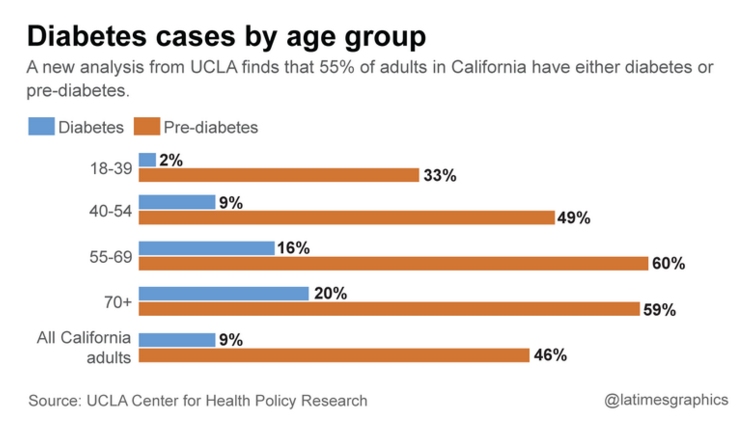 Diabetes cases by age group
A new analysis from UCLA finds that 55% of adults in California have either diabetes or
pre-diabetes.
Diabetes Pre-diabetes
18-39 2%
33%
40-54 9%
49%
55-69 16%
60%
70+ 20%
59%
All California
adults 9%
46%
Source: UCLA Center for Health Policy Research @latimesgraphics